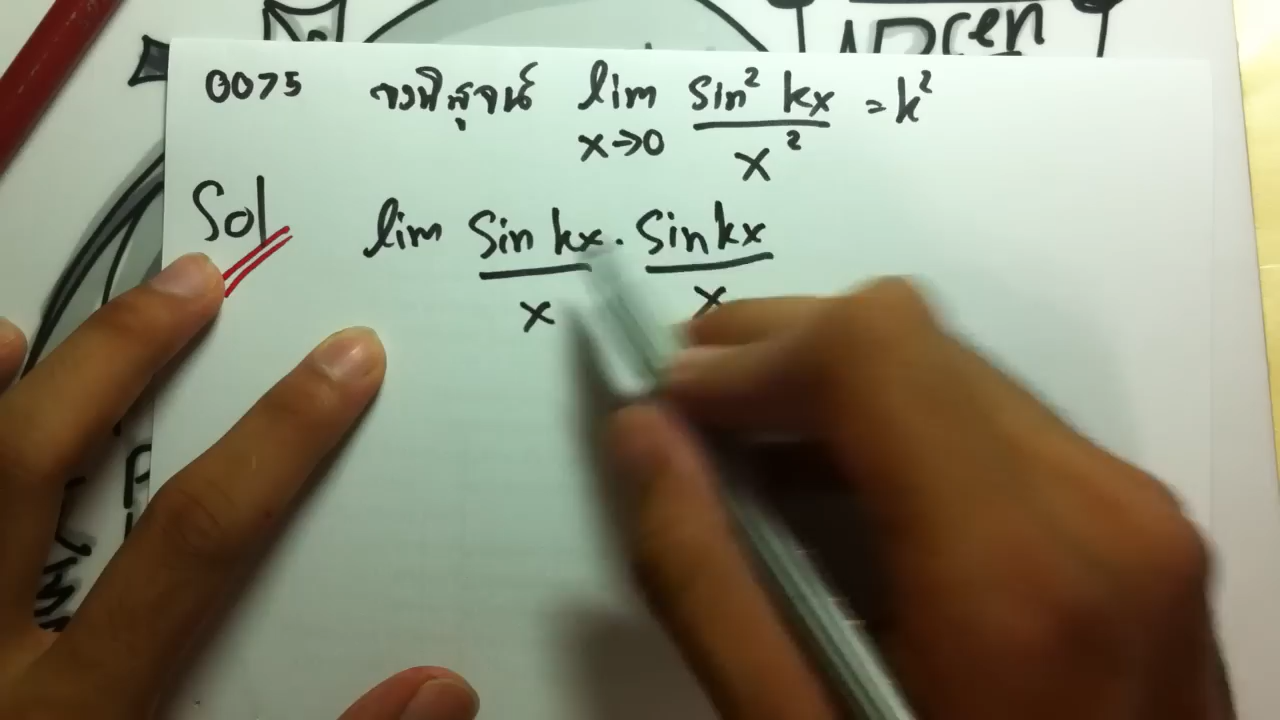 ADCen
0075 จงพิสูจน์ lim x→0 sin² kx / x² = k²
Sol lim sin kx / x · sin kx / x